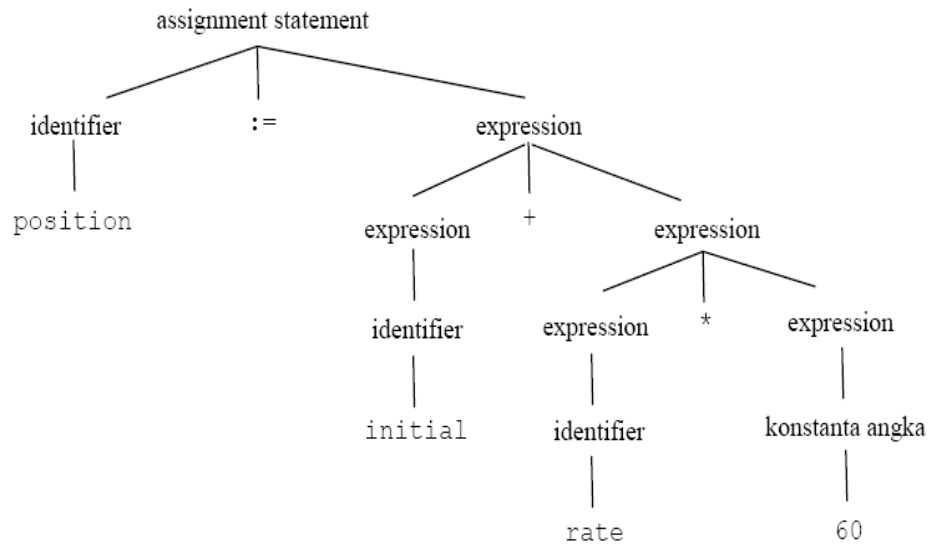 assignment statement
identifier := expression
position
expression + expression
identifier expression * expression
initial identifier konstanta angka
rate 60